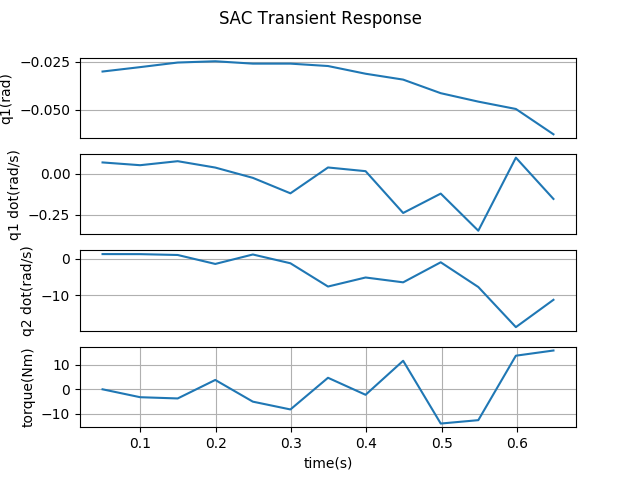 SAC Transient Response
q1(rad)
−0.025
−0.050
q1 dot(rad/s)
0.00
−0.25
q2 dot(rad/s)
0
−10
torque(Nm)
10
0
−10
0.1 0.2 0.3 0.4 0.5 0.6
time(s)